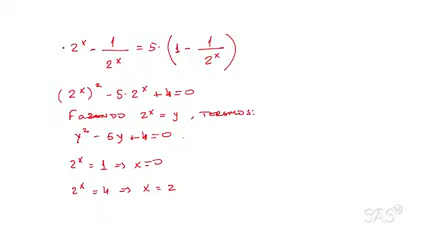 · 2^x - 1/2^x = 5 · (1 - 1/2^x)
(2^x)^2 - 5 · 2^x + 4 = 0
FAZENDO 2^x = y , TEREMOS:
y^2 - 5y + 4 = 0 .
2^x = 1 ⇒ x = 0
2^x = 4 ⇒ x = 2
SAS